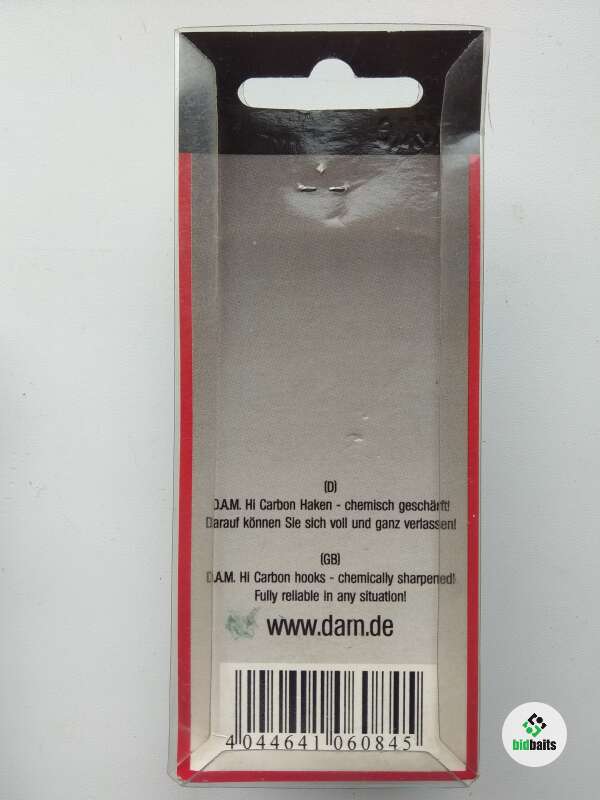 (D)
D.A.M. Hi Carbon Haken - chemisch geschärft!
Darauf können Sie sich voll und ganz verlassen!
(GB)
D.A.M. Hi Carbon hooks - chemically sharpened!
Fully reliable in any situation!
www.dam.de
4 044641 060845
bidbaits